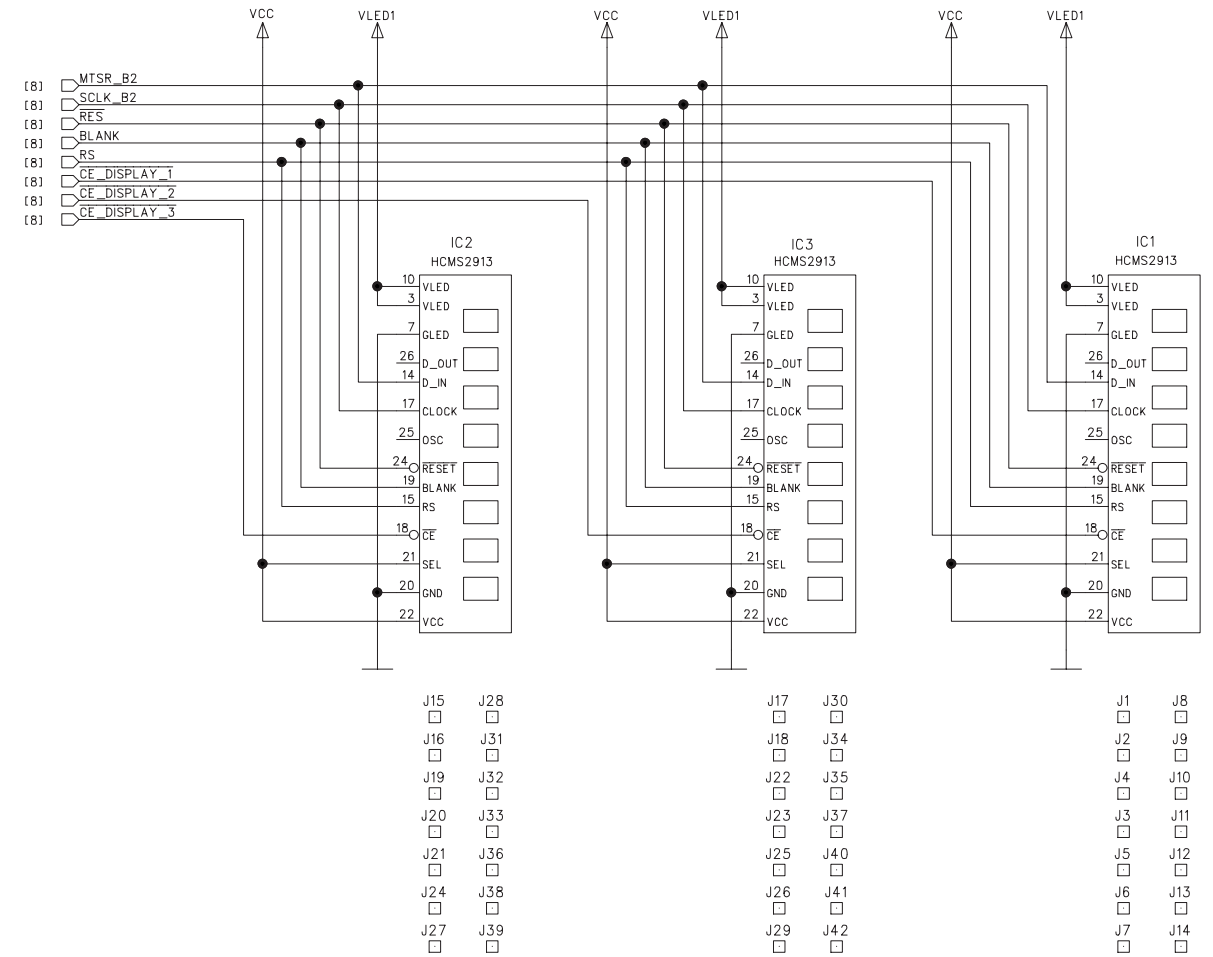 VCC VLED1 VCC VLED1 VCC VLED1
[8] MTSR_B2
[8] SCLK_B2
[8] RES
[8] BLANK
[8] RS
[8] CE_DISPLAY_1
[8] CE_DISPLAY_2
[8] CE_DISPLAY_3
IC2
HCMS2913
10 VLED
3 VLED
7 GLED
26 D_OUT
14 D_IN
17 CLOCK
25 OSC
24 RESET
19 BLANK
15 RS
18 CE
21 SEL
20 GND
22 VCC
IC3
HCMS2913
10 VLED
3 VLED
7 GLED
26 D_OUT
14 D_IN
17 CLOCK
25 OSC
24 RESET
19 BLANK
15 RS
18 CE
21 SEL
20 GND
22 VCC
IC1
HCMS2913
10 VLED
3 VLED
7 GLED
26 D_OUT
14 D_IN
17 CLOCK
25 OSC
24 RESET
19 BLANK
15 RS
18 CE
21 SEL
20 GND
22 VCC
J15 J28 J17 J30 J1 J8
J16 J31 J18 J34 J2 J9
J19 J32 J22 J35 J4 J10
J20 J33 J23 J37 J3 J11
J21 J36 J25 J40 J5 J12
J24 J38 J26 J41 J6 J13
J27 J39 J29 J42 J7 J14